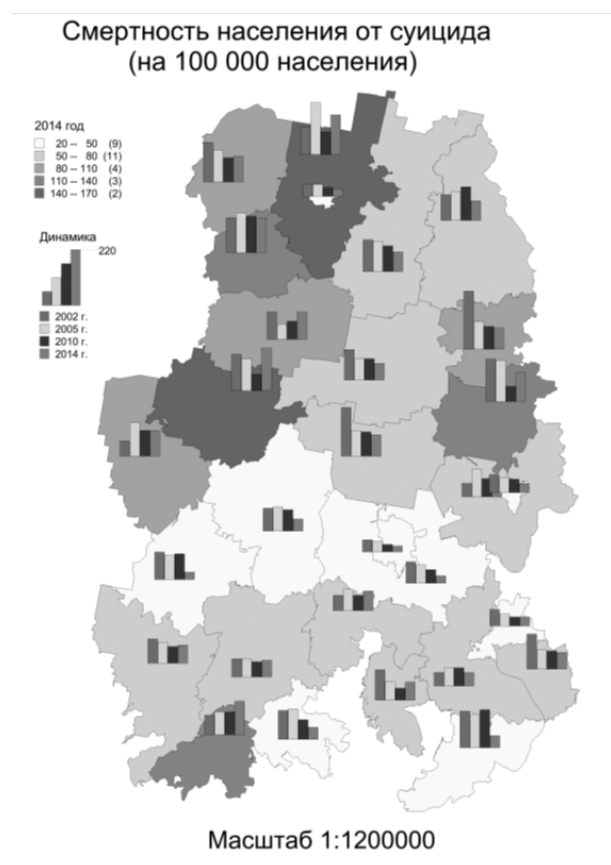 Смертность населения от суицида
(на 100 000 населения)
2014 год
20 -- 50 (9)
50 -- 80 (11)
80 -- 110 (4)
110 -- 140 (3)
140 -- 170 (2)
Динамика
220
2002 г.
2005 г.
2010 г.
2014 г.
Масштаб 1:1200000